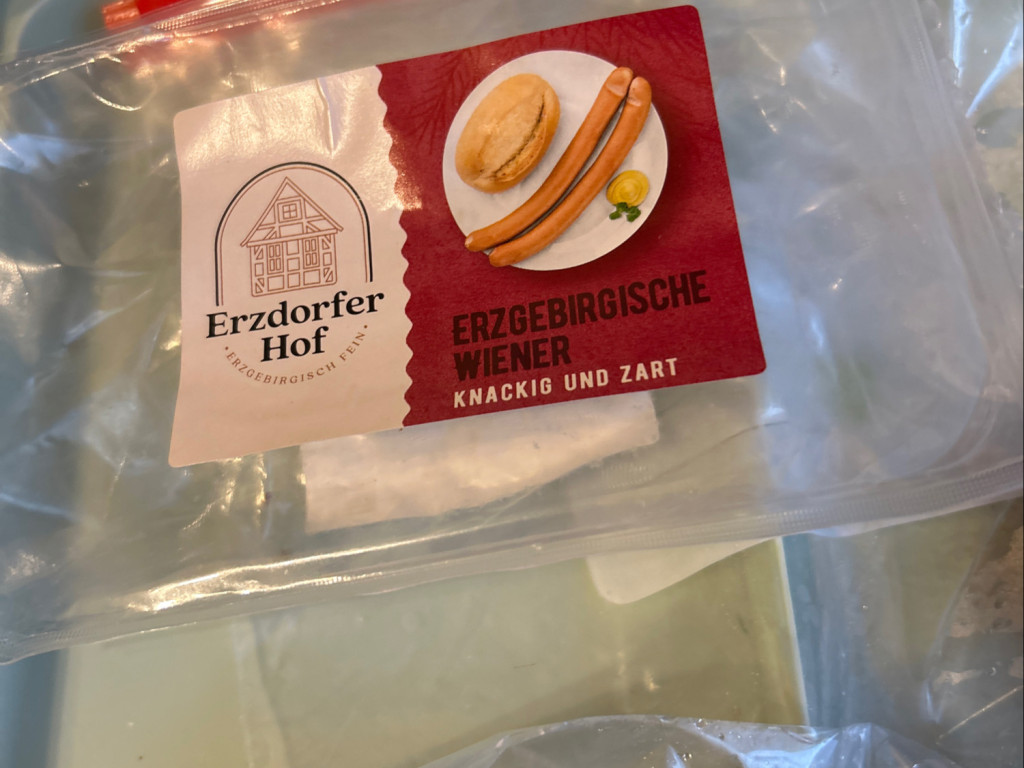 Erzdorfer
Hof
•ERZGEBIRGISCH FEIN•
ERZGEBIRGISCHE
WIENER
KNACKIG UND ZART